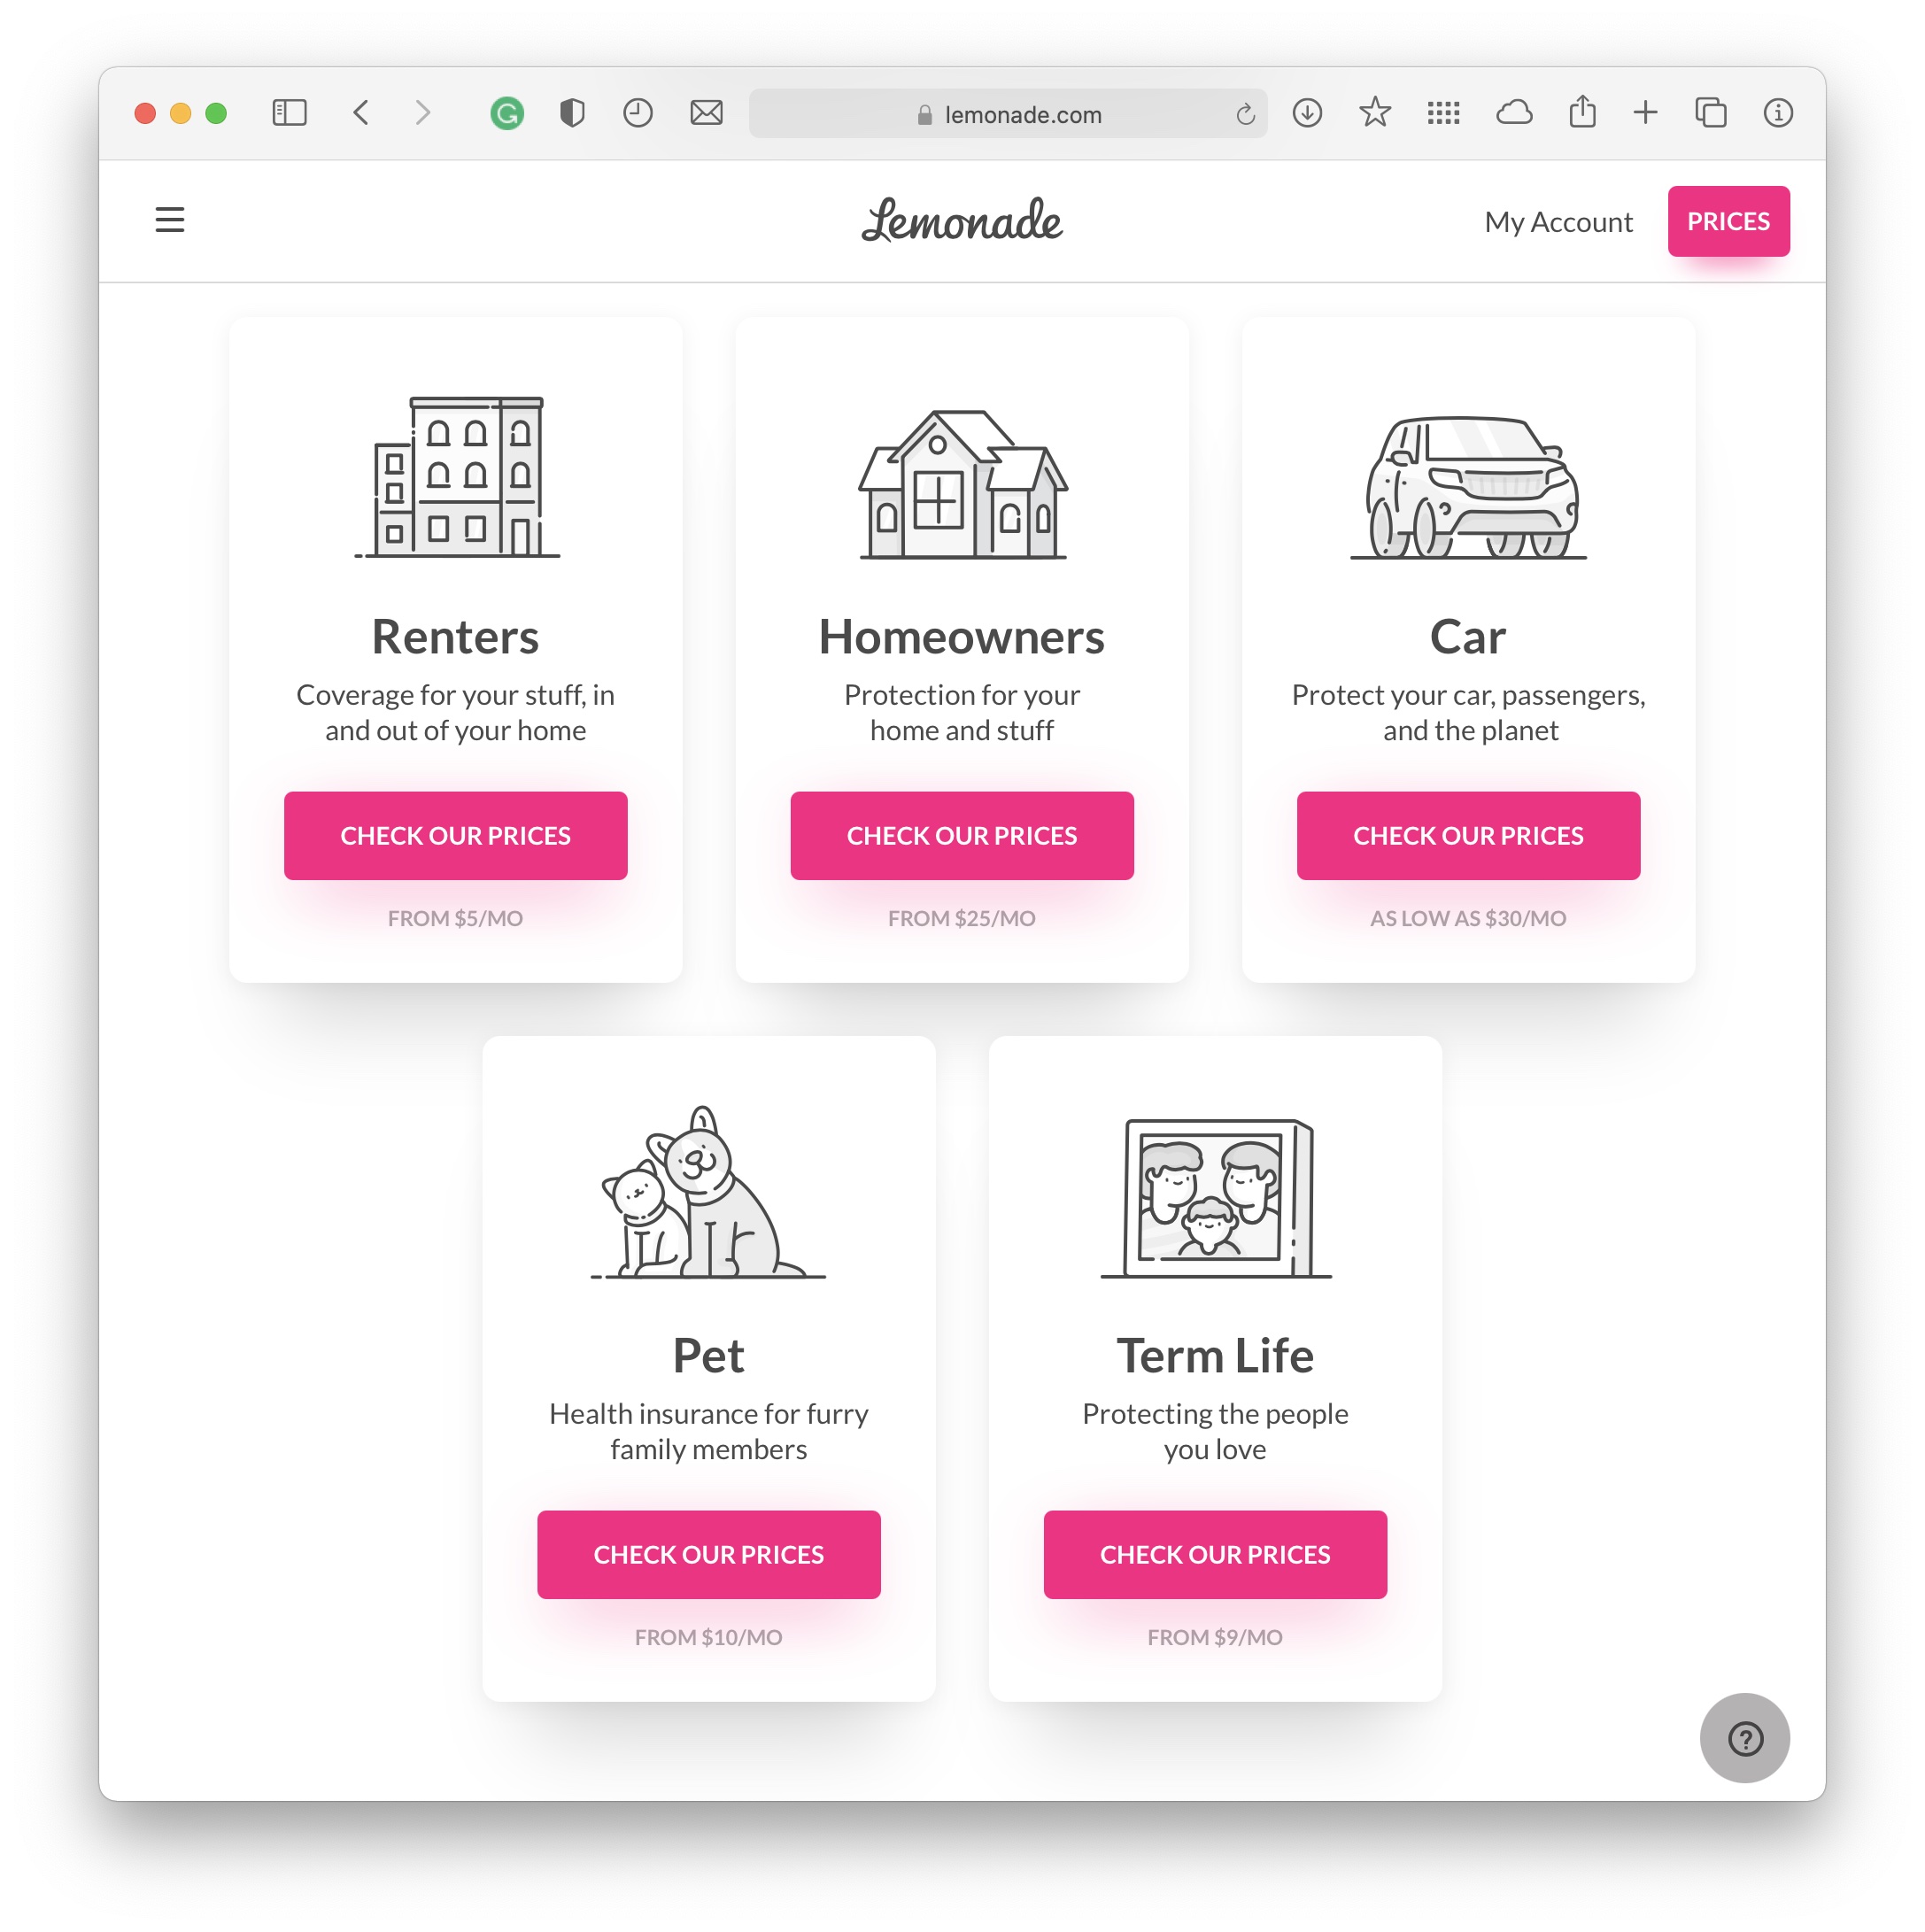 lemonade.com
Lemonade
My Account
PRICES
Renters
Coverage for your stuff, in
and out of your home
CHECK OUR PRICES
FROM $5/MO
Homeowners
Protection for your
home and stuff
CHECK OUR PRICES
FROM $25/MO
Car
Protect your car, passengers,
and the planet
CHECK OUR PRICES
AS LOW AS $30/MO
Pet
Health insurance for furry
family members
CHECK OUR PRICES
FROM $10/MO
Term Life
Protecting the people
you love
CHECK OUR PRICES
FROM $9/MO
?